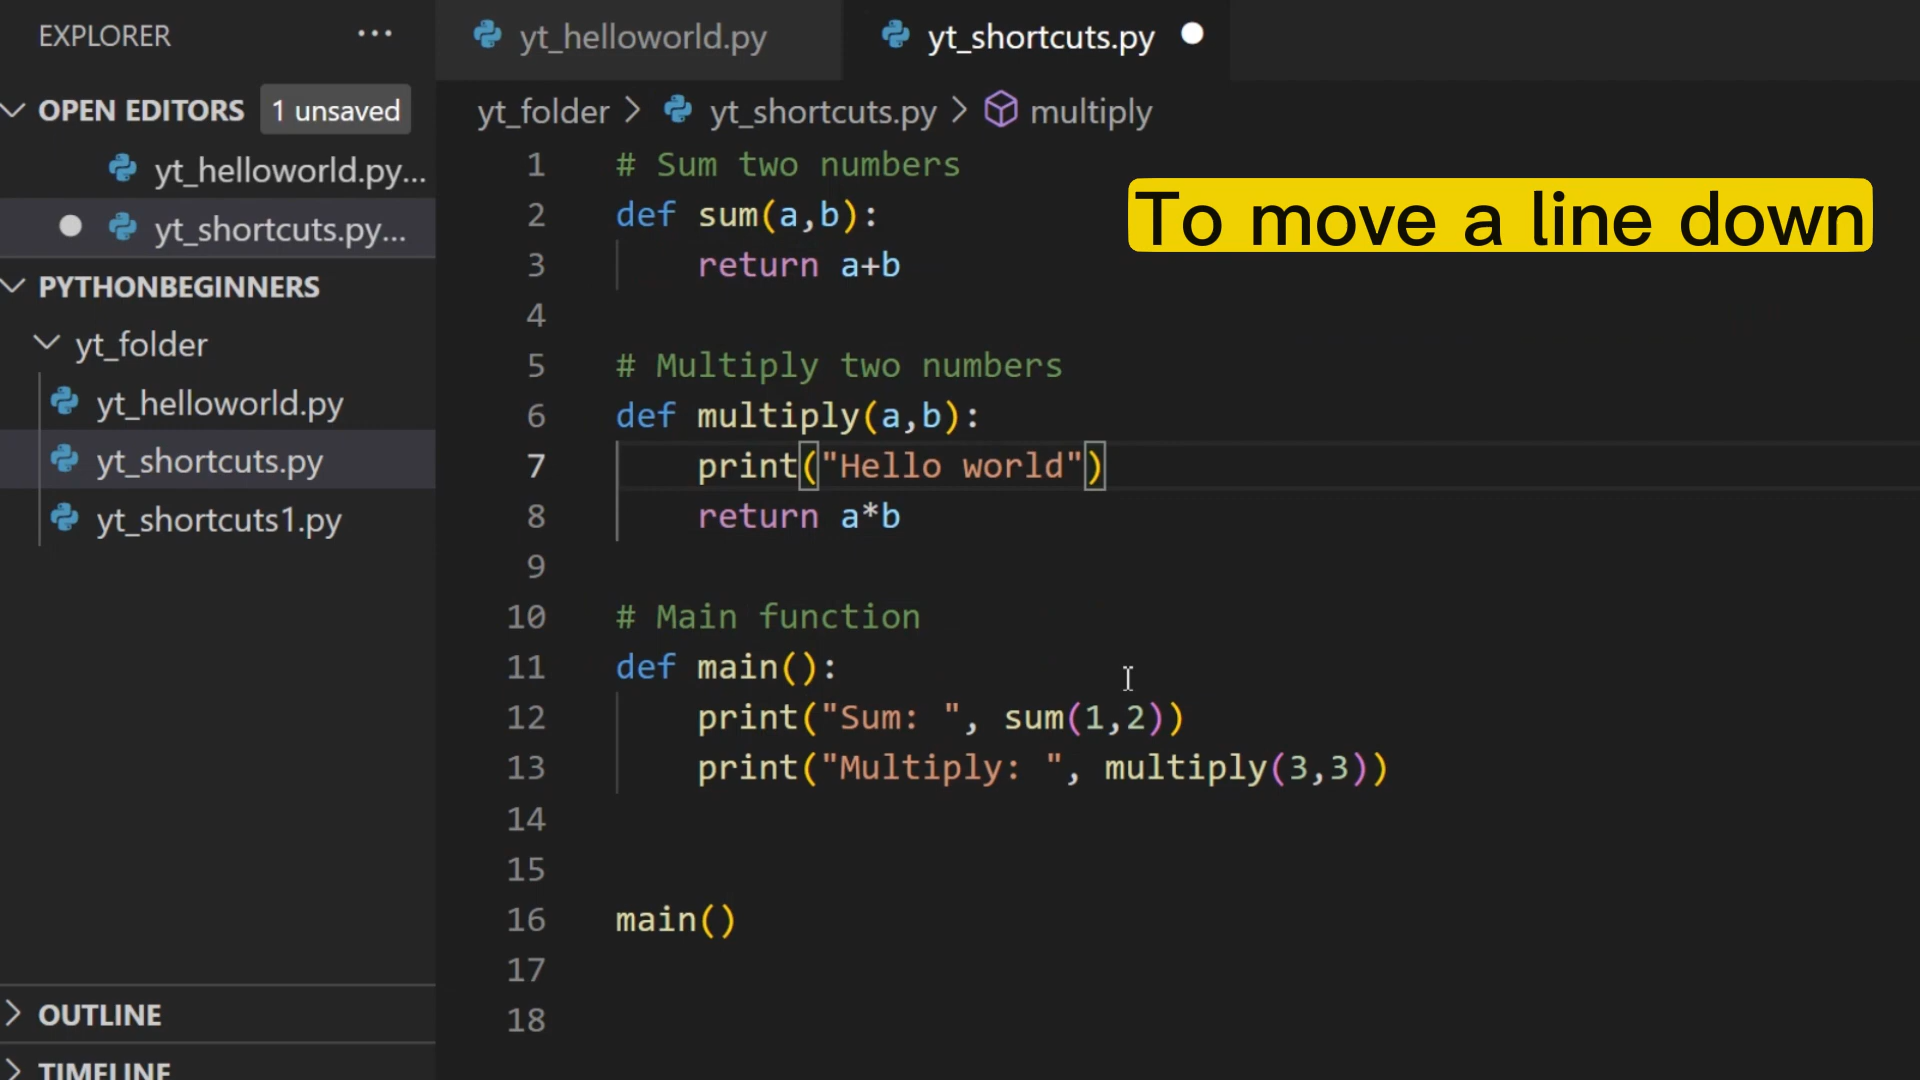 EXPLORER ...
OPEN EDITORS 1 unsaved
yt_helloworld.py...
yt_shortcuts.py...
PYTHONBEGINNERS
yt_folder
yt_helloworld.py
yt_shortcuts.py
yt_shortcuts1.py
OUTLINE
TIMELINE
yt_helloworld.py yt_shortcuts.py
yt_folder > yt_shortcuts.py > multiply
To move a line down
1 # Sum two numbers
2 def sum(a,b):
3     return a+b
4
5 # Multiply two numbers
6 def multiply(a,b):
7     print("Hello world")
8     return a*b
9
10 # Main function
11 def main():
12     print("Sum: ", sum(1,2))
13     print("Multiply: ", multiply(3,3))
14
15
16 main()
17
18